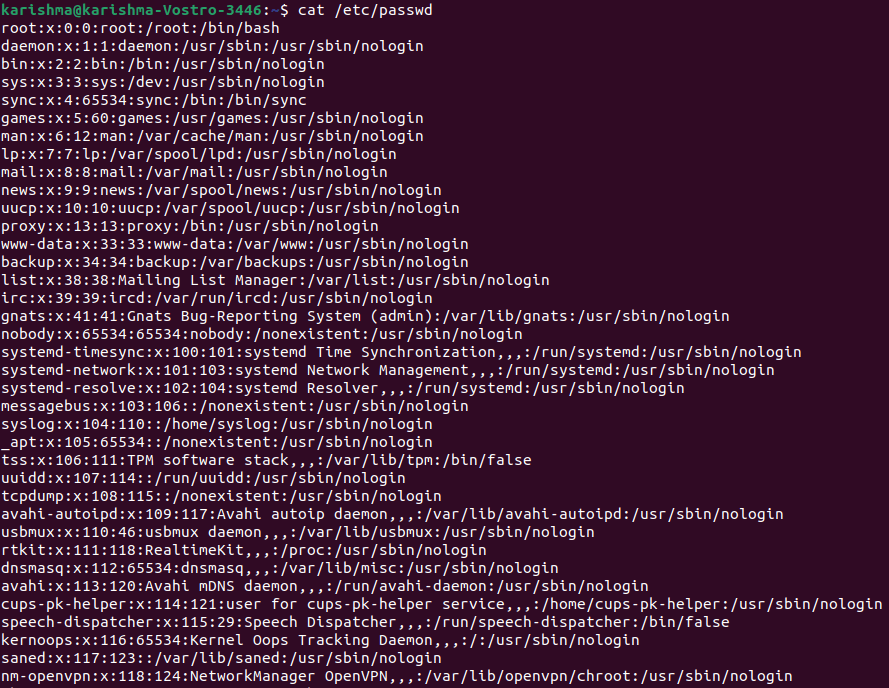 karishma@karishma-Vostro-3446:~$ cat /etc/passwd
root:x:0:0:root:/root:/bin/bash
daemon:x:1:1:daemon:/usr/sbin:/usr/sbin/nologin
bin:x:2:2:bin:/bin:/usr/sbin/nologin
sys:x:3:3:sys:/dev:/usr/sbin/nologin
sync:x:4:65534:sync:/bin:/bin/sync
games:x:5:60:games:/usr/games:/usr/sbin/nologin
man:x:6:12:man:/var/cache/man:/usr/sbin/nologin
lp:x:7:7:lp:/var/spool/lpd:/usr/sbin/nologin
mail:x:8:8:mail:/var/mail:/usr/sbin/nologin
news:x:9:9:news:/var/spool/news:/usr/sbin/nologin
uucp:x:10:10:uucp:/var/spool/uucp:/usr/sbin/nologin
proxy:x:13:13:proxy:/bin:/usr/sbin/nologin
www-data:x:33:33:www-data:/var/www:/usr/sbin/nologin
backup:x:34:34:backup:/var/backups:/usr/sbin/nologin
list:x:38:38:Mailing List Manager:/var/list:/usr/sbin/nologin
irc:x:39:39:ircd:/var/run/ircd:/usr/sbin/nologin
gnats:x:41:41:Gnats Bug-Reporting System (admin):/var/lib/gnats:/usr/sbin/nologin
nobody:x:65534:65534:nobody:/nonexistent:/usr/sbin/nologin
systemd-timesync:x:100:101:systemd Time Synchronization,,,:/run/systemd:/usr/sbin/nologin
systemd-network:x:101:103:systemd Network Management,,,:/run/systemd:/usr/sbin/nologin
systemd-resolve:x:102:104:systemd Resolver,,,:/run/systemd:/usr/sbin/nologin
messagebus:x:103:106::/nonexistent:/usr/sbin/nologin
syslog:x:104:110::/home/syslog:/usr/sbin/nologin
_apt:x:105:65534::/nonexistent:/usr/sbin/nologin
tss:x:106:111:TPM software stack,,,:/var/lib/tpm:/bin/false
uuidd:x:107:114::/run/uuidd:/usr/sbin/nologin
tcpdump:x:108:115::/nonexistent:/usr/sbin/nologin
avahi-autoipd:x:109:117:Avahi autoip daemon,,,:/var/lib/avahi-autoipd:/usr/sbin/nologin
usbmux:x:110:46:usbmux daemon,,,:/var/lib/usbmux:/usr/sbin/nologin
rtkit:x:111:118:RealtimeKit,,,:/proc:/usr/sbin/nologin
dnsmasq:x:112:65534:dnsmasq,,,:/var/lib/misc:/usr/sbin/nologin
avahi:x:113:120:Avahi mDNS daemon,,,:/run/avahi-daemon:/usr/sbin/nologin
cups-pk-helper:x:114:121:user for cups-pk-helper service,,,:/home/cups-pk-helper:/usr/sbin/nologin
speech-dispatcher:x:115:29:Speech Dispatcher,,,:/run/speech-dispatcher:/bin/false
kernoops:x:116:65534:Kernel Oops Tracking Daemon,,,:/:/usr/sbin/nologin
saned:x:117:123::/var/lib/saned:/usr/sbin/nologin
nm-openvpn:x:118:124:NetworkManager OpenVPN,,,:/var/lib/openvpn/chroot:/usr/sbin/nologin